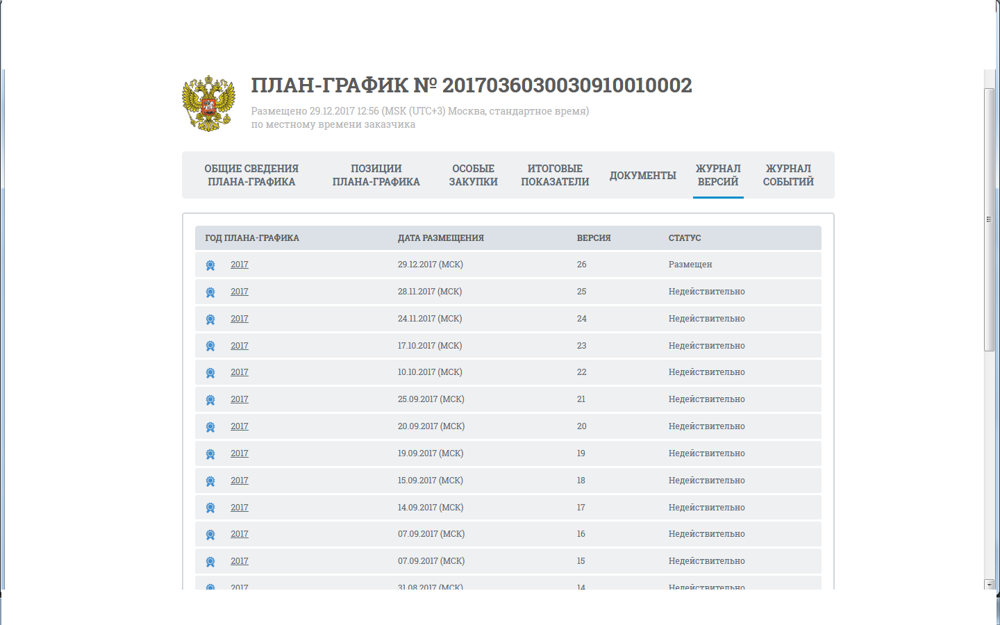 ПЛАН-ГРАФИК № 2017036030030910010002
Размещено 29.12.2017 12:56 (MSK (UTC+3) Москва, стандартное время)
по местному времени заказчика
ОБЩИЕ СВЕДЕНИЯ ПЛАНА-ГРАФИКА
ПОЗИЦИИ ПЛАНА-ГРАФИКА
ОСОБЫЕ ЗАКУПКИ
ИТОГОВЫЕ ПОКАЗАТЕЛИ
ДОКУМЕНТЫ
ЖУРНАЛ ВЕРСИЙ
ЖУРНАЛ СОБЫТИЙ
ГОД ПЛАНА-ГРАФИКА ДАТА РАЗМЕЩЕНИЯ ВЕРСИЯ СТАТУС
2017 29.12.2017 (МСК) 26 Размещен
2017 28.11.2017 (МСК) 25 Недействительно
2017 24.11.2017 (МСК) 24 Недействительно
2017 17.10.2017 (МСК) 23 Недействительно
2017 10.10.2017 (МСК) 22 Недействительно
2017 25.09.2017 (МСК) 21 Недействительно
2017 20.09.2017 (МСК) 20 Недействительно
2017 19.09.2017 (МСК) 19 Недействительно
2017 15.09.2017 (МСК) 18 Недействительно
2017 14.09.2017 (МСК) 17 Недействительно
2017 07.09.2017 (МСК) 16 Недействительно
2017 07.09.2017 (МСК) 15 Недействительно
2017 31.08.2017 (МСК) 14 Недействительно